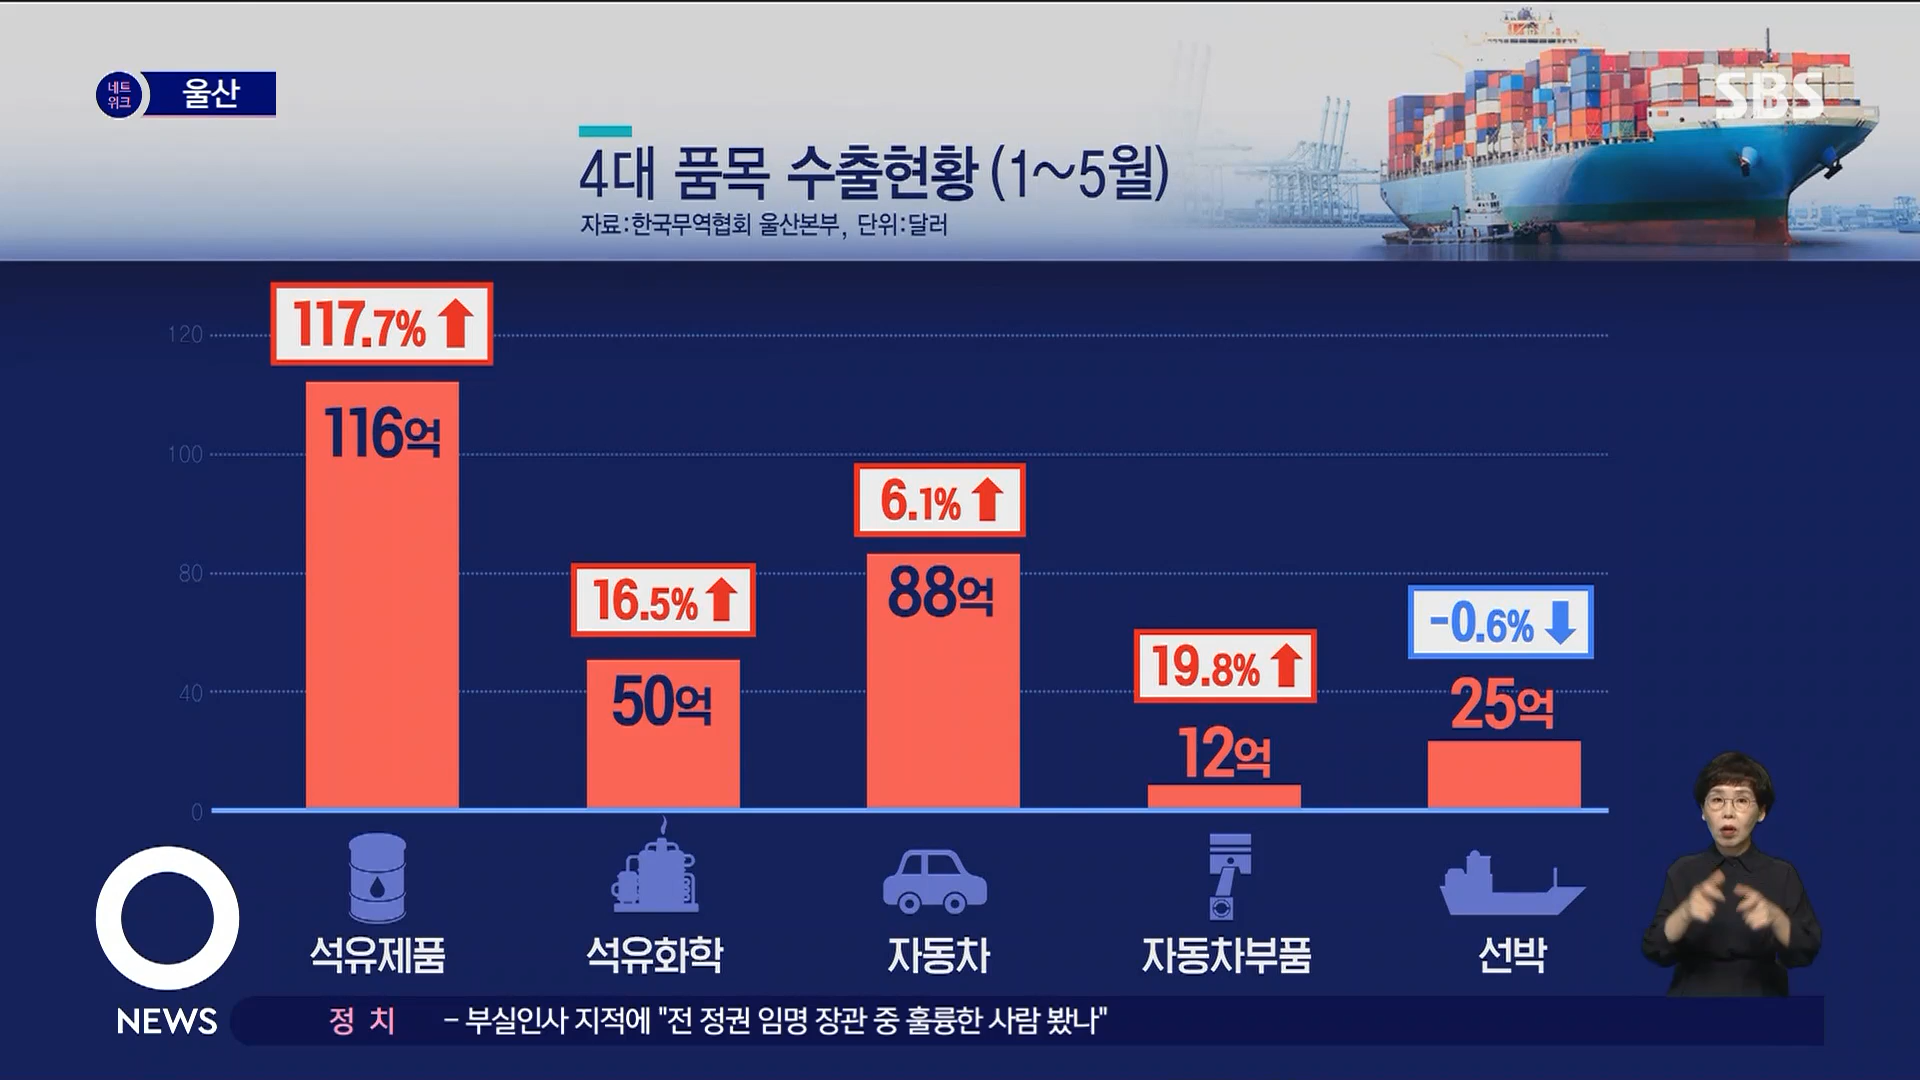 네트
위크
울산
SBS
4대 품목 수출현황 (1~5월)
자료:한국무역협회 울산본부, 단위:달러
120
100
80
40
0
117.7%
116억
16.5%
50억
6.1%
88억
19.8%
12억
-0.6%
25억
석유제품
석유화학
자동차
자동차부품
선박
O
NEWS
정 치
- 부실인사 지적에 "전 정권 임명 장관 중 훌륭한 사람 봤나"